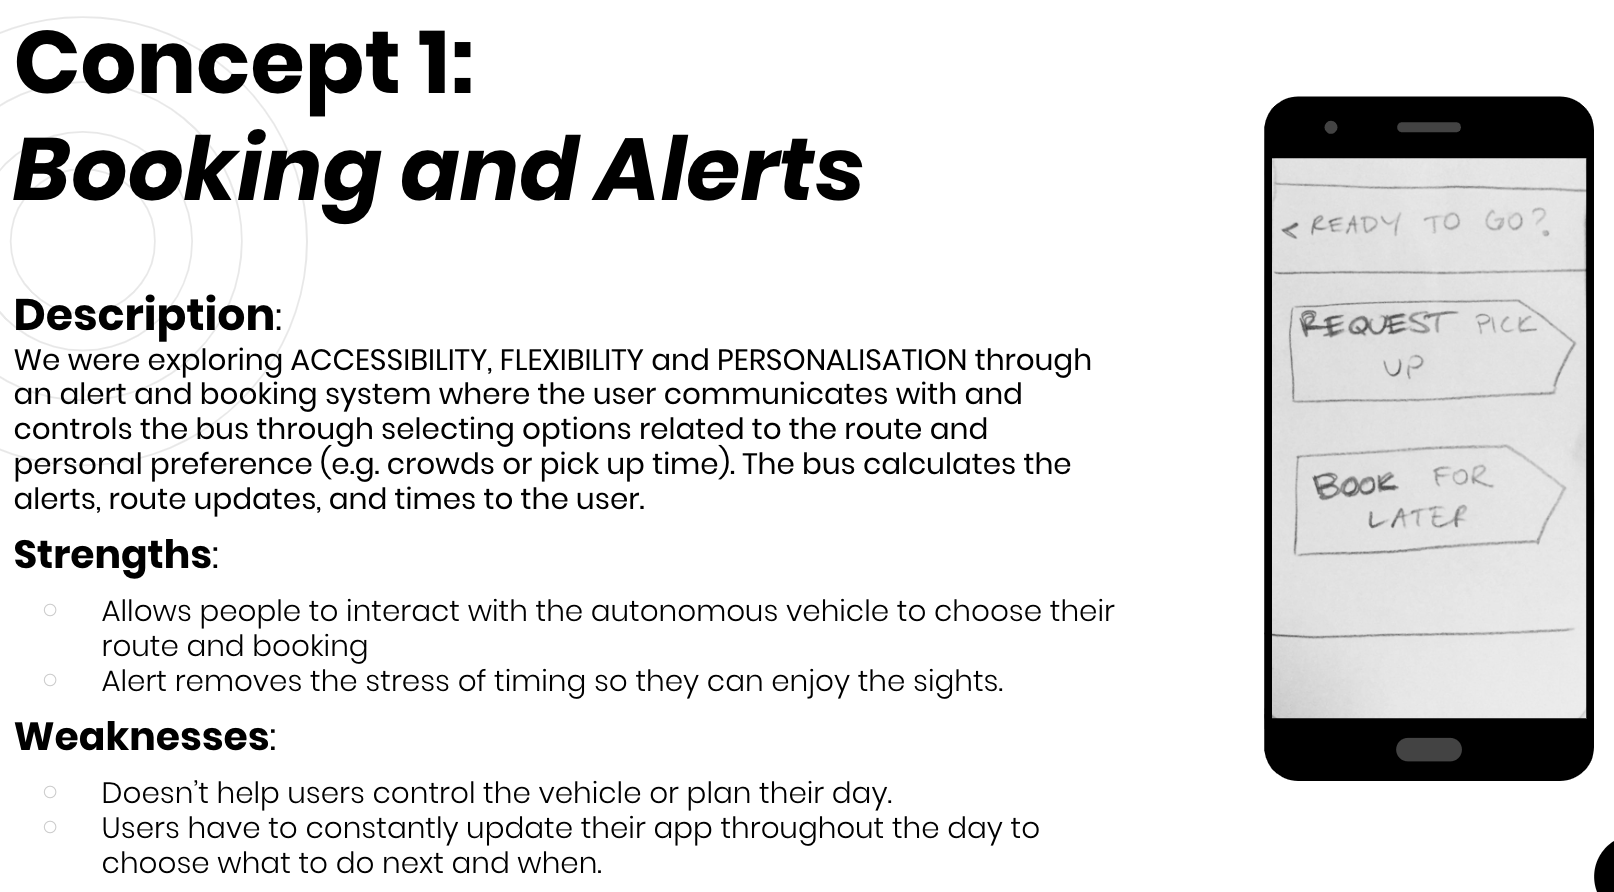 Concept 1:
Booking and Alerts
Description:
We were exploring ACCESSIBILITY, FLEXIBILITY and PERSONALISATION through
an alert and booking system where the user communicates with and
controls the bus through selecting options related to the route and
personal preference (e.g. crowds or pick up time). The bus calculates the
alerts, route updates, and times to the user.
Strengths:
Allows people to interact with the autonomous vehicle to choose their
route and booking
Alert removes the stress of timing so they can enjoy the sights.
Weaknesses:
Doesn’t help users control the vehicle or plan their day.
Users have to constantly update their app throughout the day to
choose what to do next and when.
< READY TO GO?
REQUEST PICK
UP
BOOK FOR
LATER